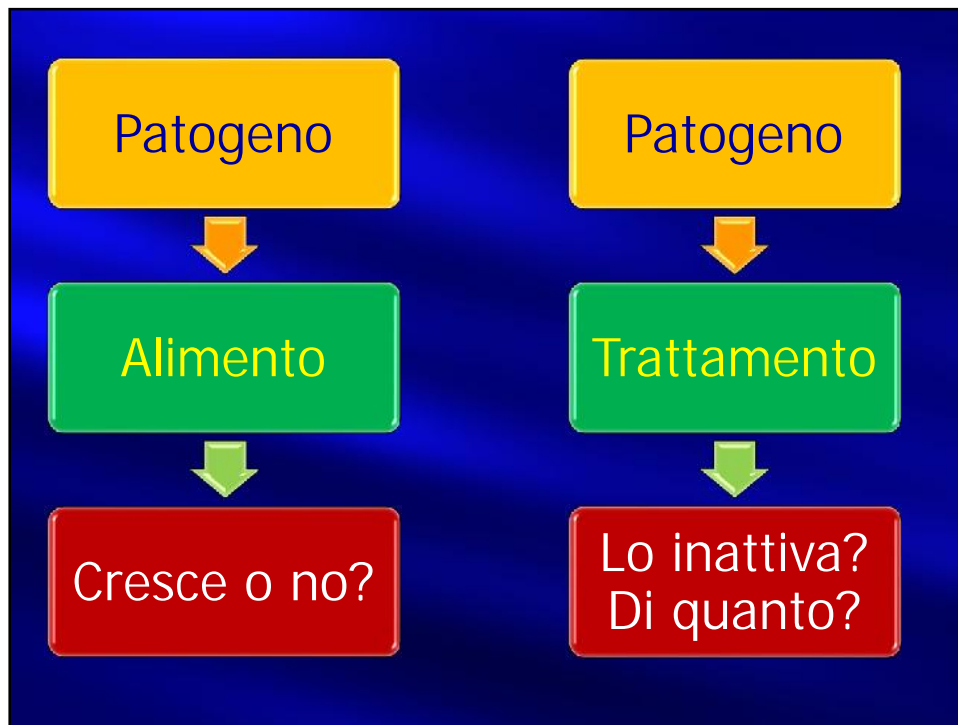 Patogeno
Alimento
Cresce o no?
Patogeno
Trattamento
Lo inattiva?
Di quanto?